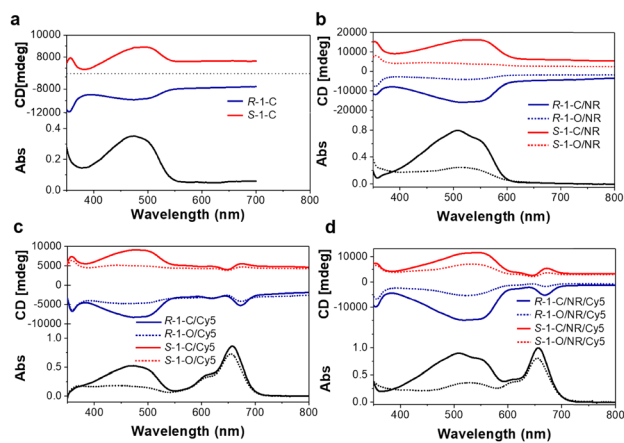 a
CD[mdeg]
10000
8000
6000
-8000
-12000
R-1-C
S-1-C
Abs
0.4
0.2
0.0
400 500 600 700 800
Wavelength (nm)
b
CD [mdeg]
20000
10000
0
-10000
-20000
R-1-C/NR
R-1-O/NR
S-1-C/NR
S-1-O/NR
Abs
0.8
0.4
0.0
400 500 600 700 800
Wavelength (nm)
c
CD [mdeg]
10000
5000
0
-5000
-10000
R-1-C/Cy5
R-1-O/Cy5
S-1-C/Cy5
S-1-O/Cy5
Abs
1.0
0.5
0.0
400 500 600 700 800
Wavelength (nm)
d
CD [mdeg]
10000
5000
0
-10000
R-1-C/NR/Cy5
R-1-O/NR/Cy5
S-1-C/NR/Cy5
S-1-O/NR/Cy5
Abs
1.0
0.5
0.0
400 500 600 700 800
Wavelength (nm)